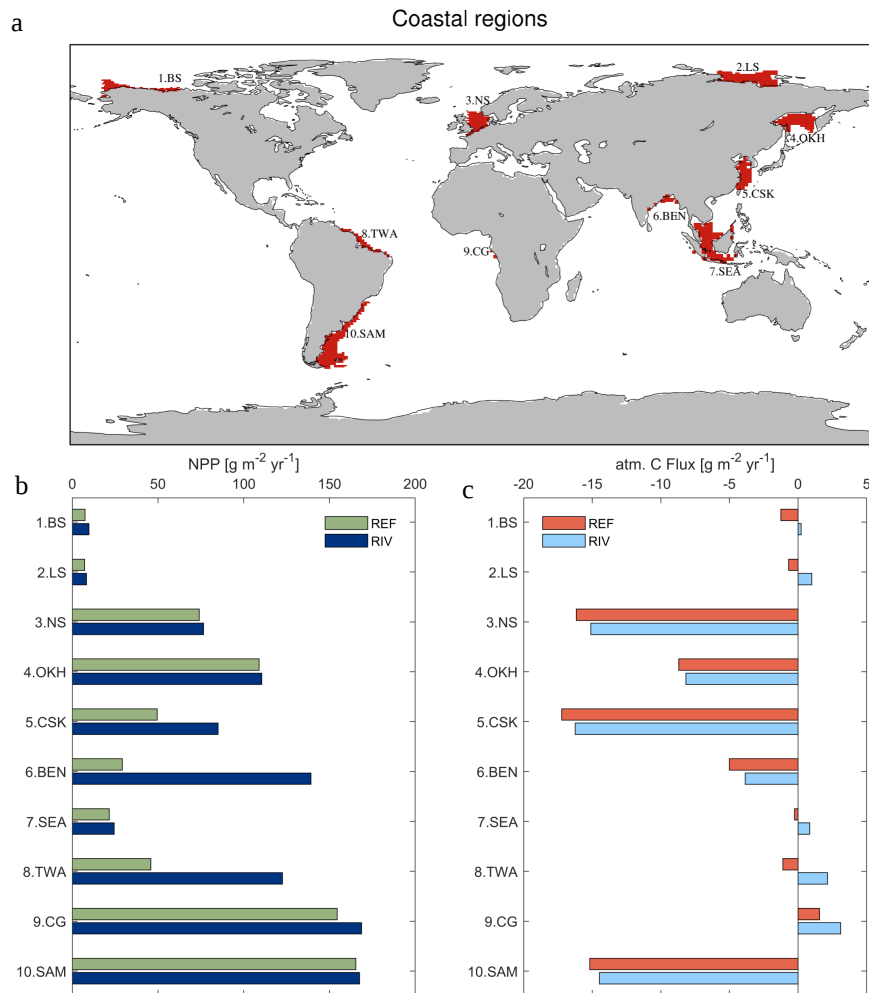 a
Coastal regions
1.BS
2.LS
3.NS
4.OKH
5.CSK
6.BEN
7.SEA
8.TWA
9.CG
10.SAM
b
NPP [g m⁻² yr⁻¹]
0 50 100 150 200
REF
RIV
1.BS
2.LS
3.NS
4.OKH
5.CSK
6.BEN
7.SEA
8.TWA
9.CG
10.SAM
c
atm. C Flux [g m⁻² yr⁻¹]
-20 -15 -10 -5 0 5
REF
RIV
1.BS
2.LS
3.NS
4.OKH
5.CSK
6.BEN
7.SEA
8.TWA
9.CG
10.SAM